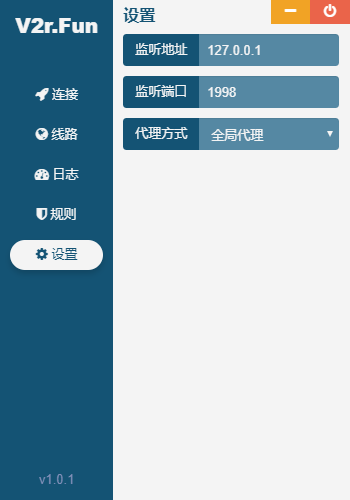 V2r.Fun
连接
线路
日志
规则
设置
v1.0.1
设置
监听地址 127.0.0.1
监听端口 1998
代理方式 全局代理